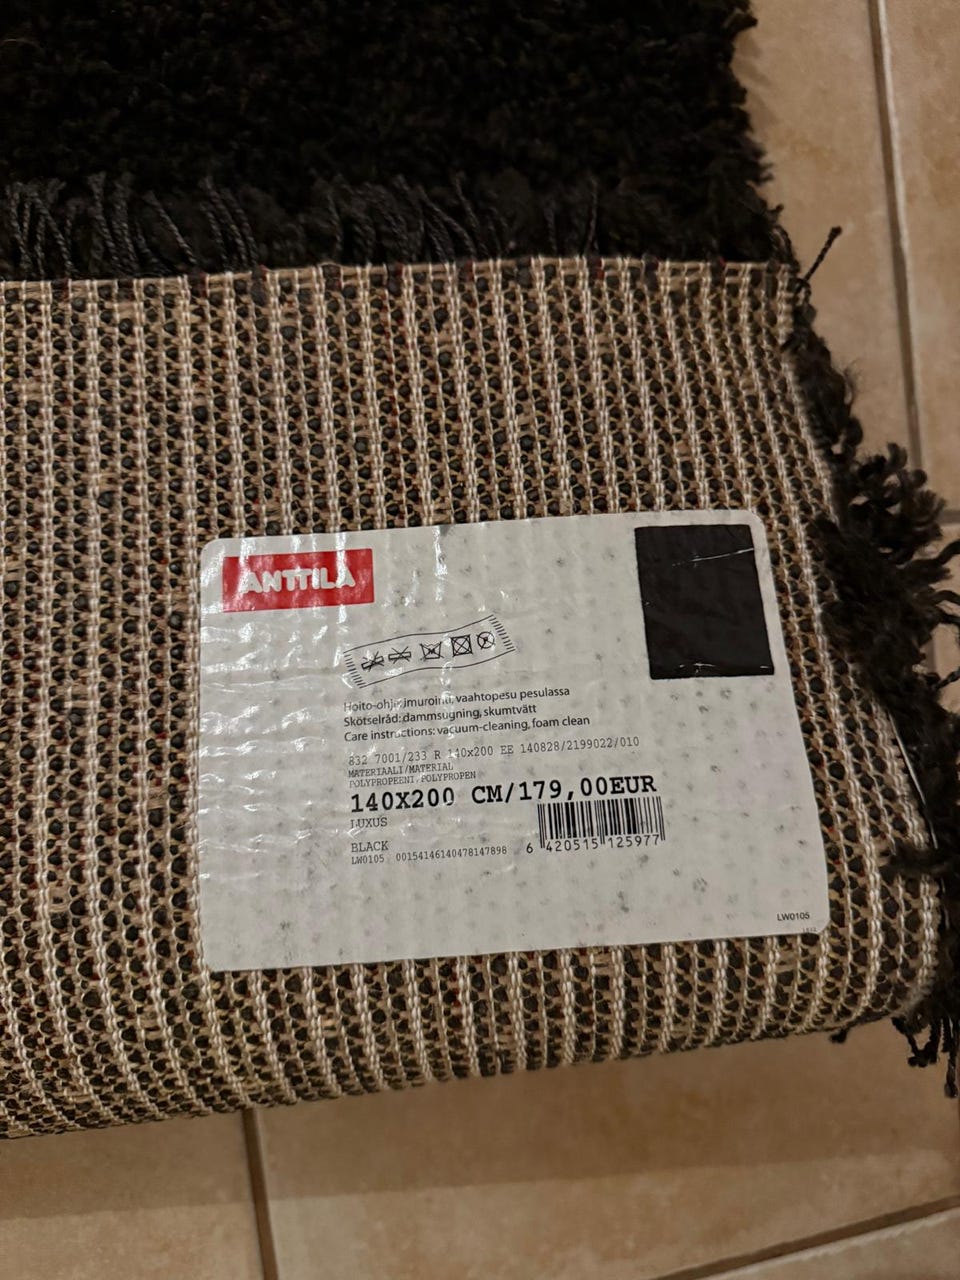 ANTTILA
Hoito-ohje: imurointi, vaahtopesu pesulassa
Skötselråd: dammsugning, skumtvätt
Care instructions: vacuum-cleaning, foam clean
832 7001/233 R 140x200 EE 140828/2199022/010
MATERIAALI/MATERIAL
POLYPROPEENI, POLYPROPEN
140X200 CM/179,00EUR
LUXUS
BLACK
LW0105 00154146140478147898
6 420515 125977
LW0105